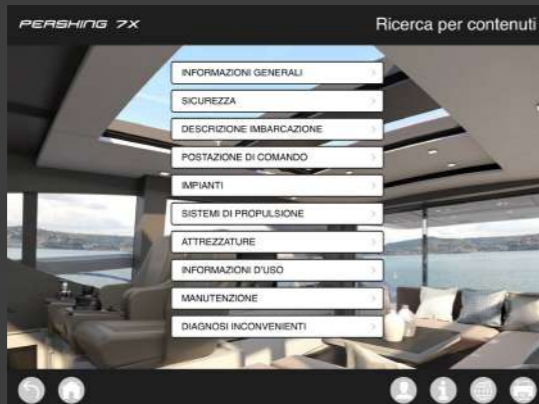 PERSHING 7X
Ricerca per contenuti
INFORMAZIONI GENERALI
SICUREZZA
DESCRIZIONE IMBARCAZIONE
POSTAZIONE DI COMANDO
IMPIANTI
SISTEMI DI PROPULSIONE
ATTREZZATURE
INFORMAZIONI D'USO
MANUTENZIONE
DIAGNOSI INCONVENIENTI